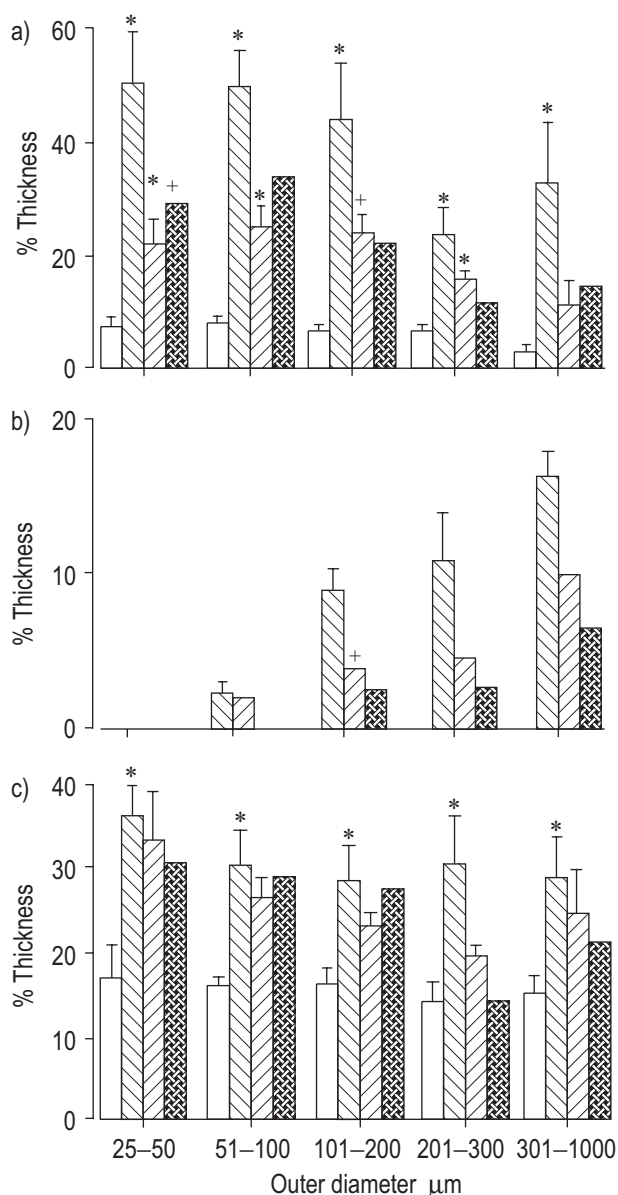 a)
60
40
20
0
% Thickness
* * * * *
* + * + *
*
b)
20
10
0
% Thickness
+
c)
40
30
20
10
0
% Thickness
* * * * *
25–50 51–100 101–200 201–300 301–1000
Outer diameter μm